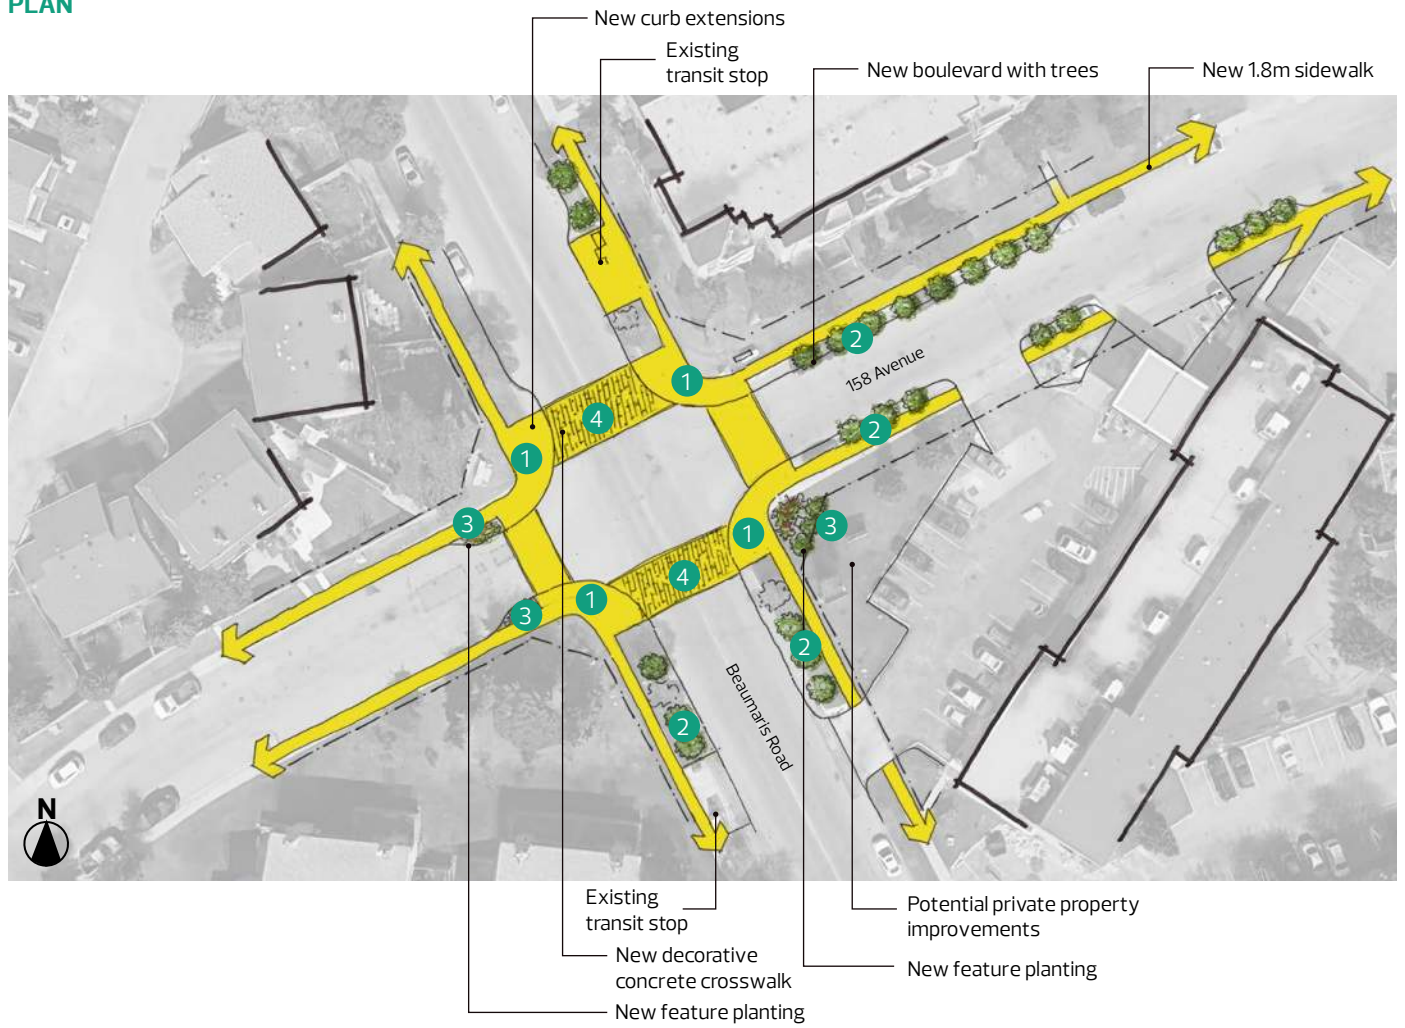 PLAN
New curb extensions
Existing
transit stop
New boulevard with trees
New 1.8m sidewalk
2
158 Avenue
1
4
2
1
3
3
1
3
4
1
2
2
Beaumaris Road
N
Existing
transit stop
Potential private property
improvements
New decorative
concrete crosswalk
New feature planting
New feature planting